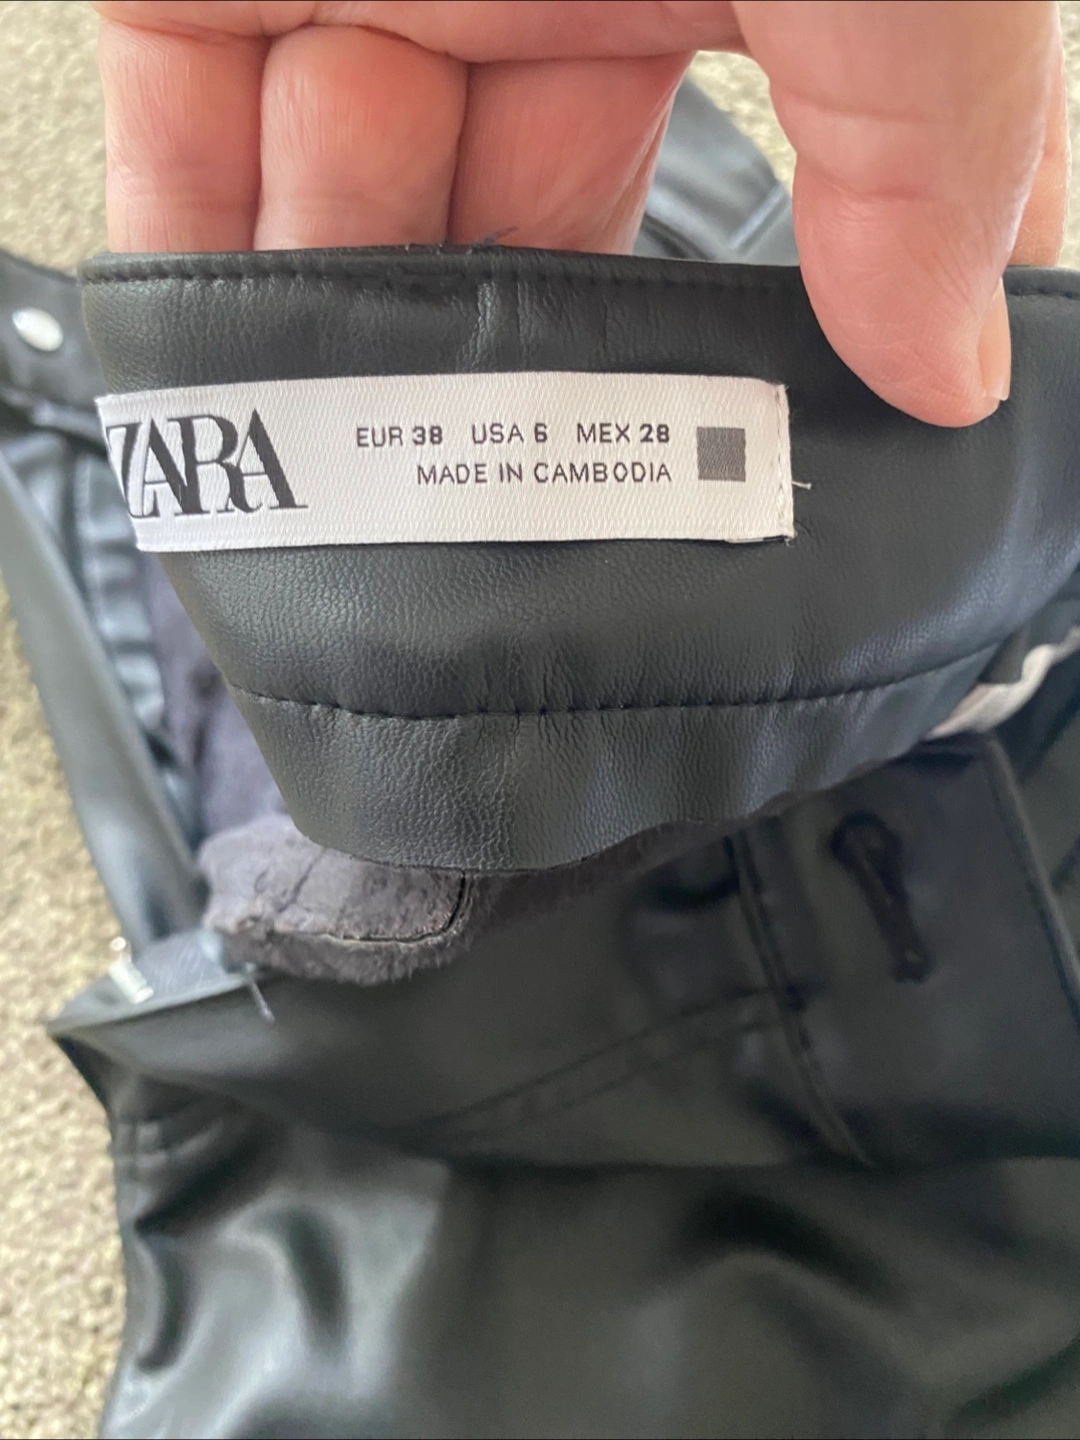 ZARA
EUR 38 USA 6 MEX 28
MADE IN CAMBODIA